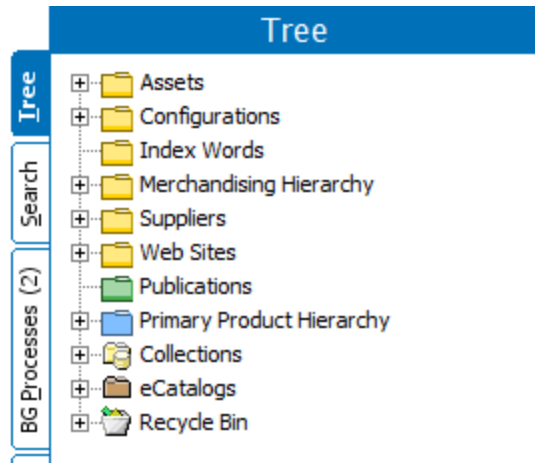 Tree
Tree
Search
BG Processes (2)
Assets
Configurations
Index Words
Merchandising Hierarchy
Suppliers
Web Sites
Publications
Primary Product Hierarchy
Collections
eCatalogs
Recycle Bin